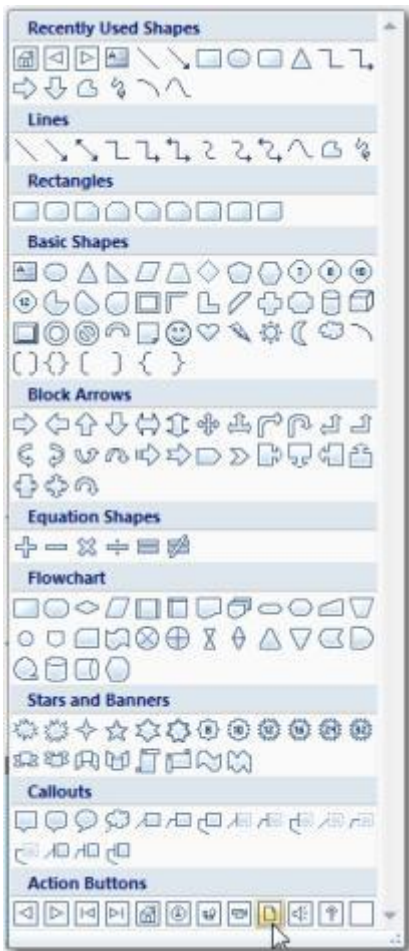 Recently Used Shapes
Lines
Rectangles
Basic Shapes
Block Arrows
Equation Shapes
Flowchart
Stars and Banners
Callouts
Action Buttons